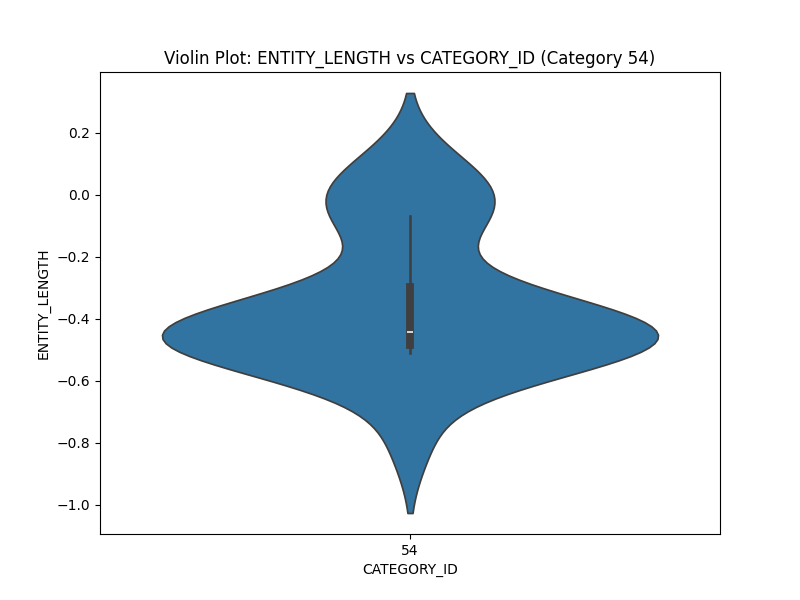 Violin Plot: ENTITY_LENGTH vs CATEGORY_ID (Category 54)
0.2
0.0
−0.2
−0.4
−0.6
−0.8
−1.0
ENTITY_LENGTH
54
CATEGORY_ID